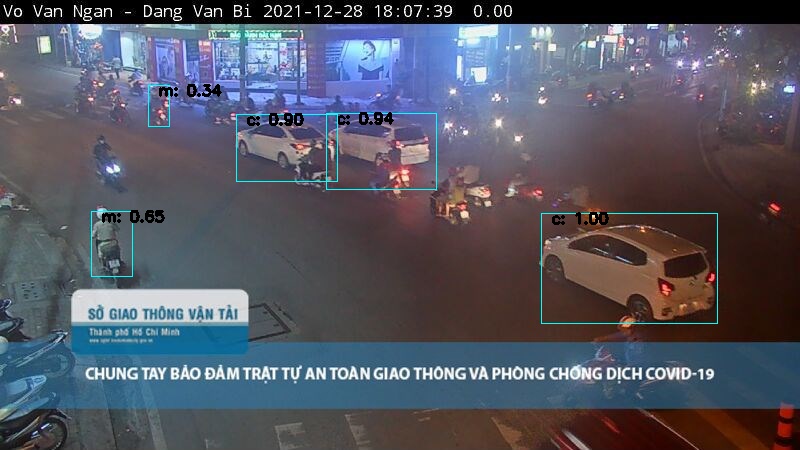 Vo Van Ngan - Dang Van Bi 2021-12-28 18:07:39 0.00
m: 0.34
c: 0.90
c: 0.94
m: 0.65
c: 1.00
SỞ GIAO THÔNG VẬN TẢI
Thành phố Hồ Chí Minh
CHUNG TAY BẢO ĐẢM TRẬT TỰ AN TOÀN GIAO THÔNG VÀ PHÒNG CHỐNG DỊCH COVID-19